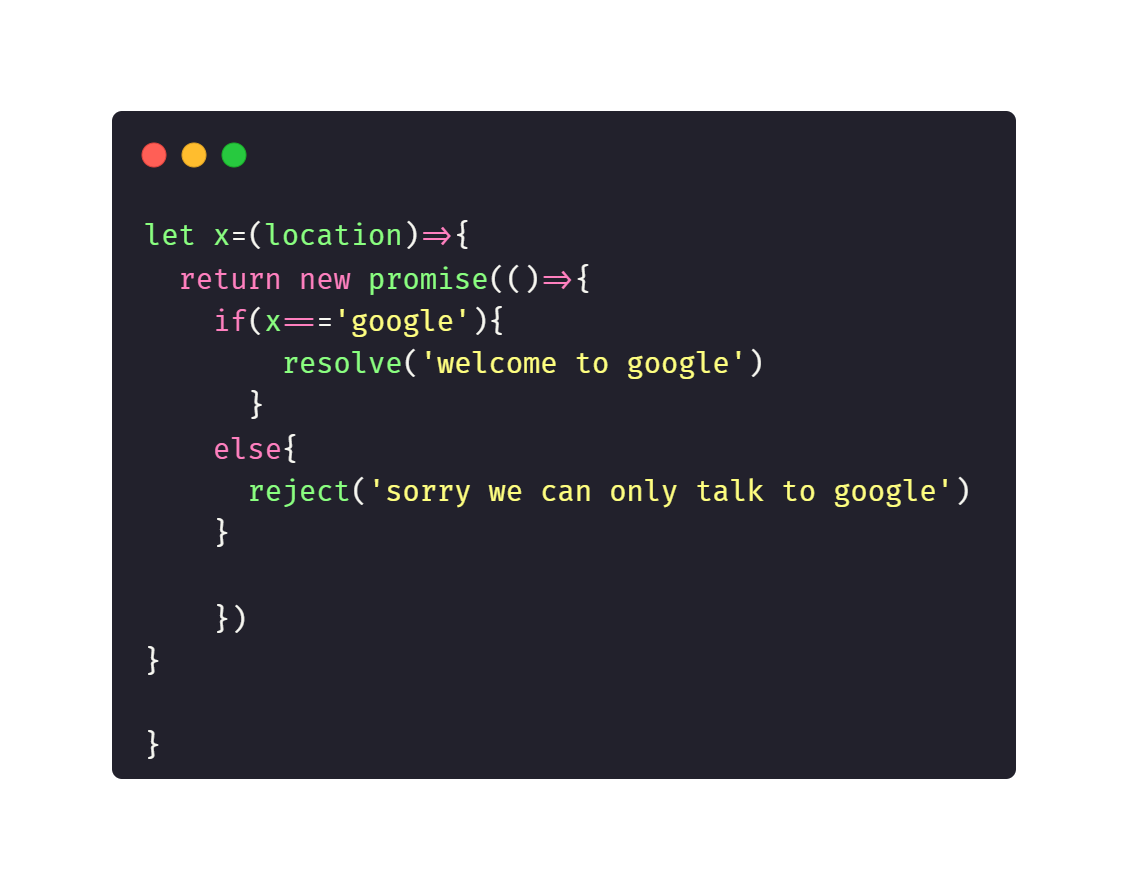 let x=(location)=>{
  return new promise(()=>{
    if(x==='google'){
        resolve('welcome to google')
      }
    else{
      reject('sorry we can only talk to google')
    }
    })
}
}